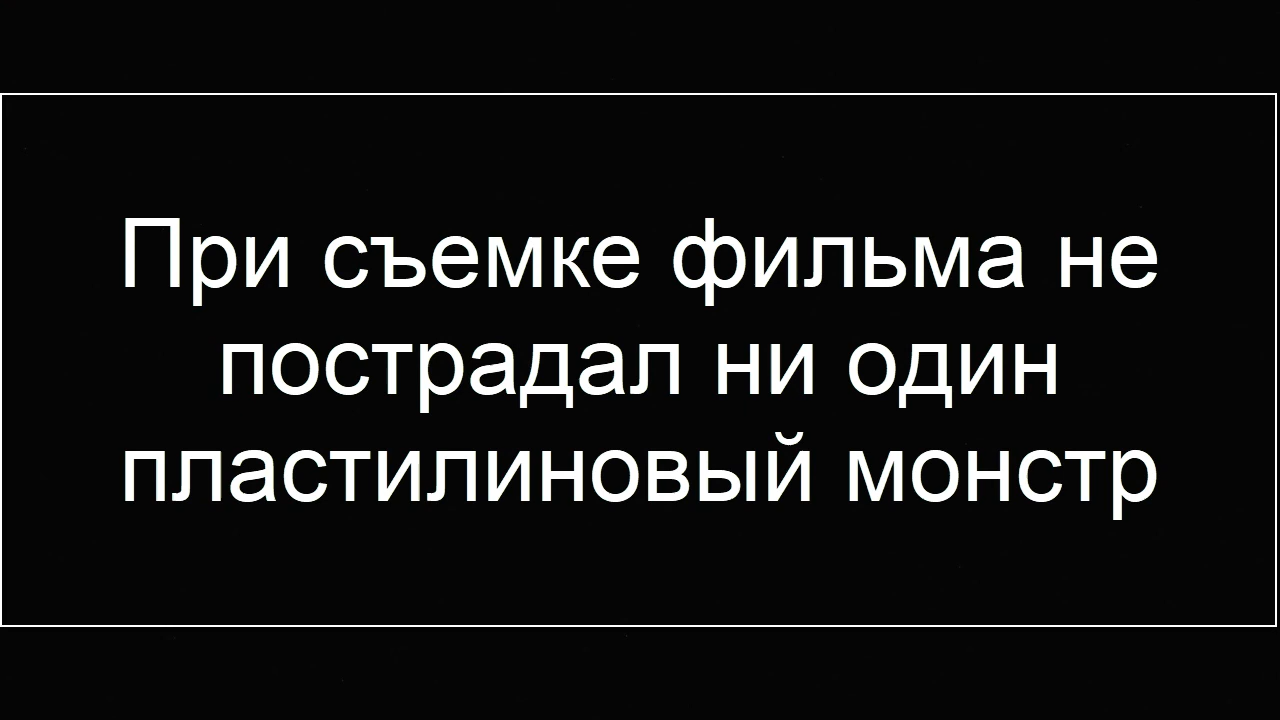 При съемке фильма не
пострадал ни один
пластилиновый монстр